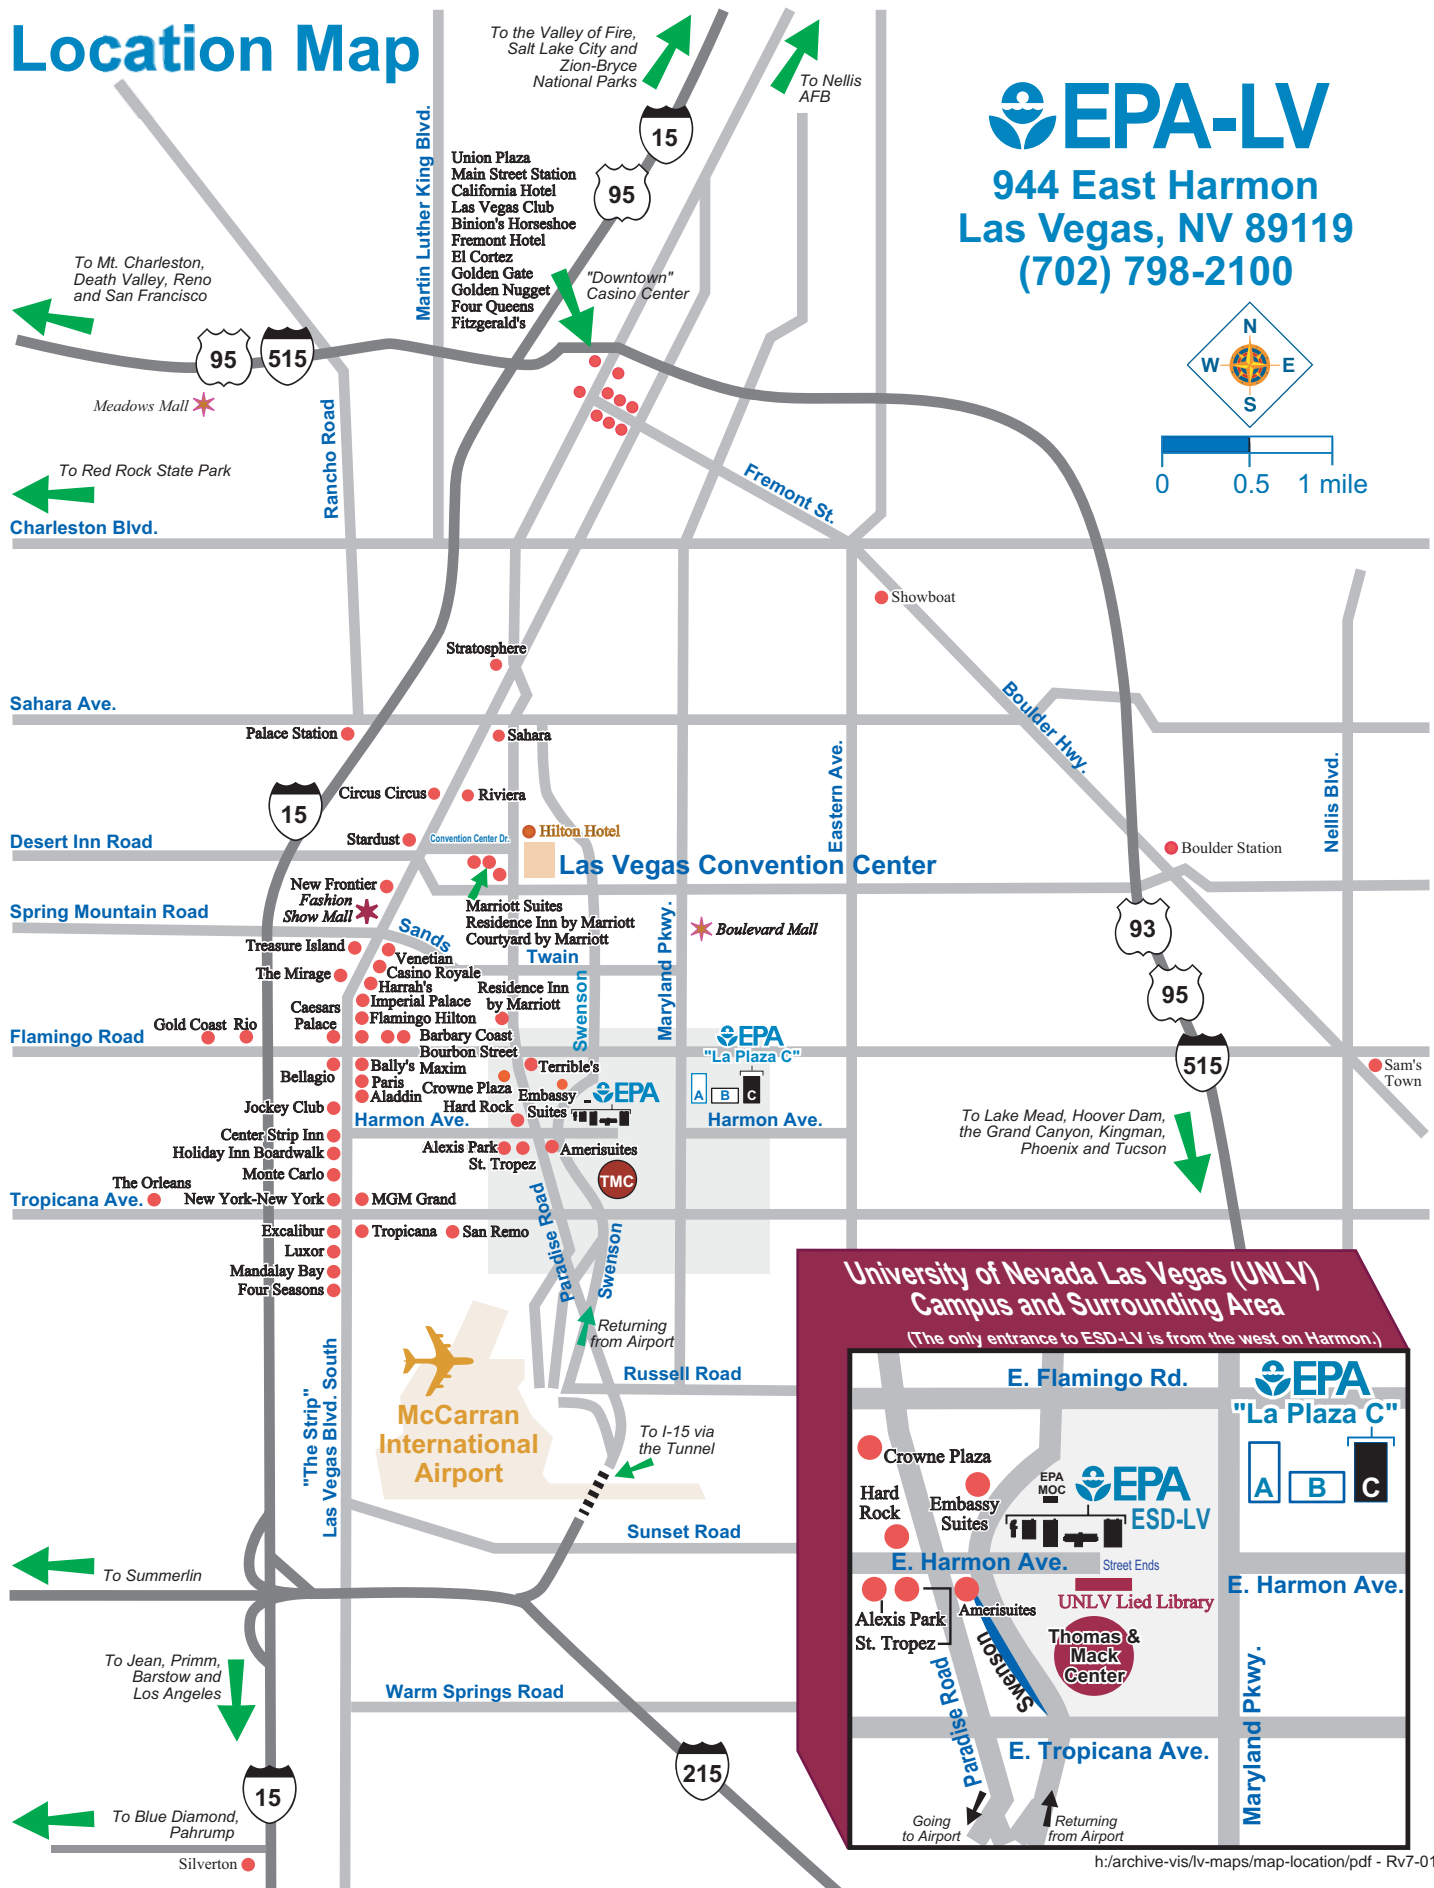 Location Map
To the Valley of Fire,
Salt Lake City and
Zion-Bryce
National Parks
To Nellis
AFB
EPA-LV
944 East Harmon
Las Vegas, NV 89119
(702) 798-2100
N
W
E
S
0
0.5
1 mile
15
95
Martin Luther King Blvd.
Union Plaza
Main Street Station
California Hotel
Las Vegas Club
Binion's Horseshoe
Fremont Hotel
El Cortez
Golden Gate
Golden Nugget
Four Queens
Fitzgerald's
"Downtown"
Casino Center
To Mt. Charleston,
Death Valley, Reno
and San Francisco
95
515
Meadows Mall
Rancho Road
To Red Rock State Park
Charleston Blvd.
Fremont St.
Showboat
Stratosphere
Sahara Ave.
Palace Station
Sahara
Boulder Hwy.
Eastern Ave.
Nellis Blvd.
15
Circus Circus
Riviera
Stardust
Convention Center Dr.
Hilton Hotel
Desert Inn Road
Las Vegas Convention Center
Boulder Station
New Frontier
Fashion
Show Mall
Spring Mountain Road
Sands
Marriott Suites
Residence Inn by Marriott
Courtyard by Marriott
Twain
Maryland Pkwy.
Boulevard Mall
93
95
515
Treasure Island
Venetian
Casino Royale
The Mirage
Harrah's
Residence Inn
by Marriott
Swenson
Imperial Palace
Caesars
Palace
Flamingo Hilton
Gold Coast
Rio
Barbary Coast
Flamingo Road
Bourbon Street
EPA
"La Plaza C"
A
B
C
Bally's
Maxim
Terrible's
Bellagio
Paris
Crowne Plaza
Aladdin
Embassy
Suites
EPA
Jockey Club
Hard Rock
Harmon Ave.
Harmon Ave.
Sam's
Town
To Lake Mead, Hoover Dam,
the Grand Canyon, Kingman,
Phoenix and Tucson
Center Strip Inn
Holiday Inn Boardwalk
Alexis Park
St. Tropez
Amerisuites
Monte Carlo
TMC
The Orleans
Tropicana Ave.
New York-New York
MGM Grand
Paradise Road
Swenson
Excalibur
Tropicana
San Remo
Luxor
Mandalay Bay
Four Seasons
Returning
from Airport
Russell Road
"The Strip"
Las Vegas Blvd. South
McCarran
International
Airport
To I-15 via
the Tunnel
Sunset Road
To Summerlin
To Jean, Primm,
Barstow and
Los Angeles
Warm Springs Road
215
15
To Blue Diamond,
Pahrump
Silverton
University of Nevada Las Vegas (UNLV)
Campus and Surrounding Area
(The only entrance to ESD-LV is from the west on Harmon.)
E. Flamingo Rd.
EPA
"La Plaza C"
A
B
C
Crowne Plaza
Hard
Rock
Embassy
Suites
EPA
MOC
EPA
ESD-LV
E. Harmon Ave.
Street Ends
E. Harmon Ave.
UNLV Lied Library
Alexis Park
St. Tropez
Amerisuites
Thomas &
Mack
Center
Swenson
Paradise Road
Maryland Pkwy.
E. Tropicana Ave.
Going
to Airport
Returning
from Airport
h:/archive-vis/lv-maps/map-location/pdf - Rv7-01